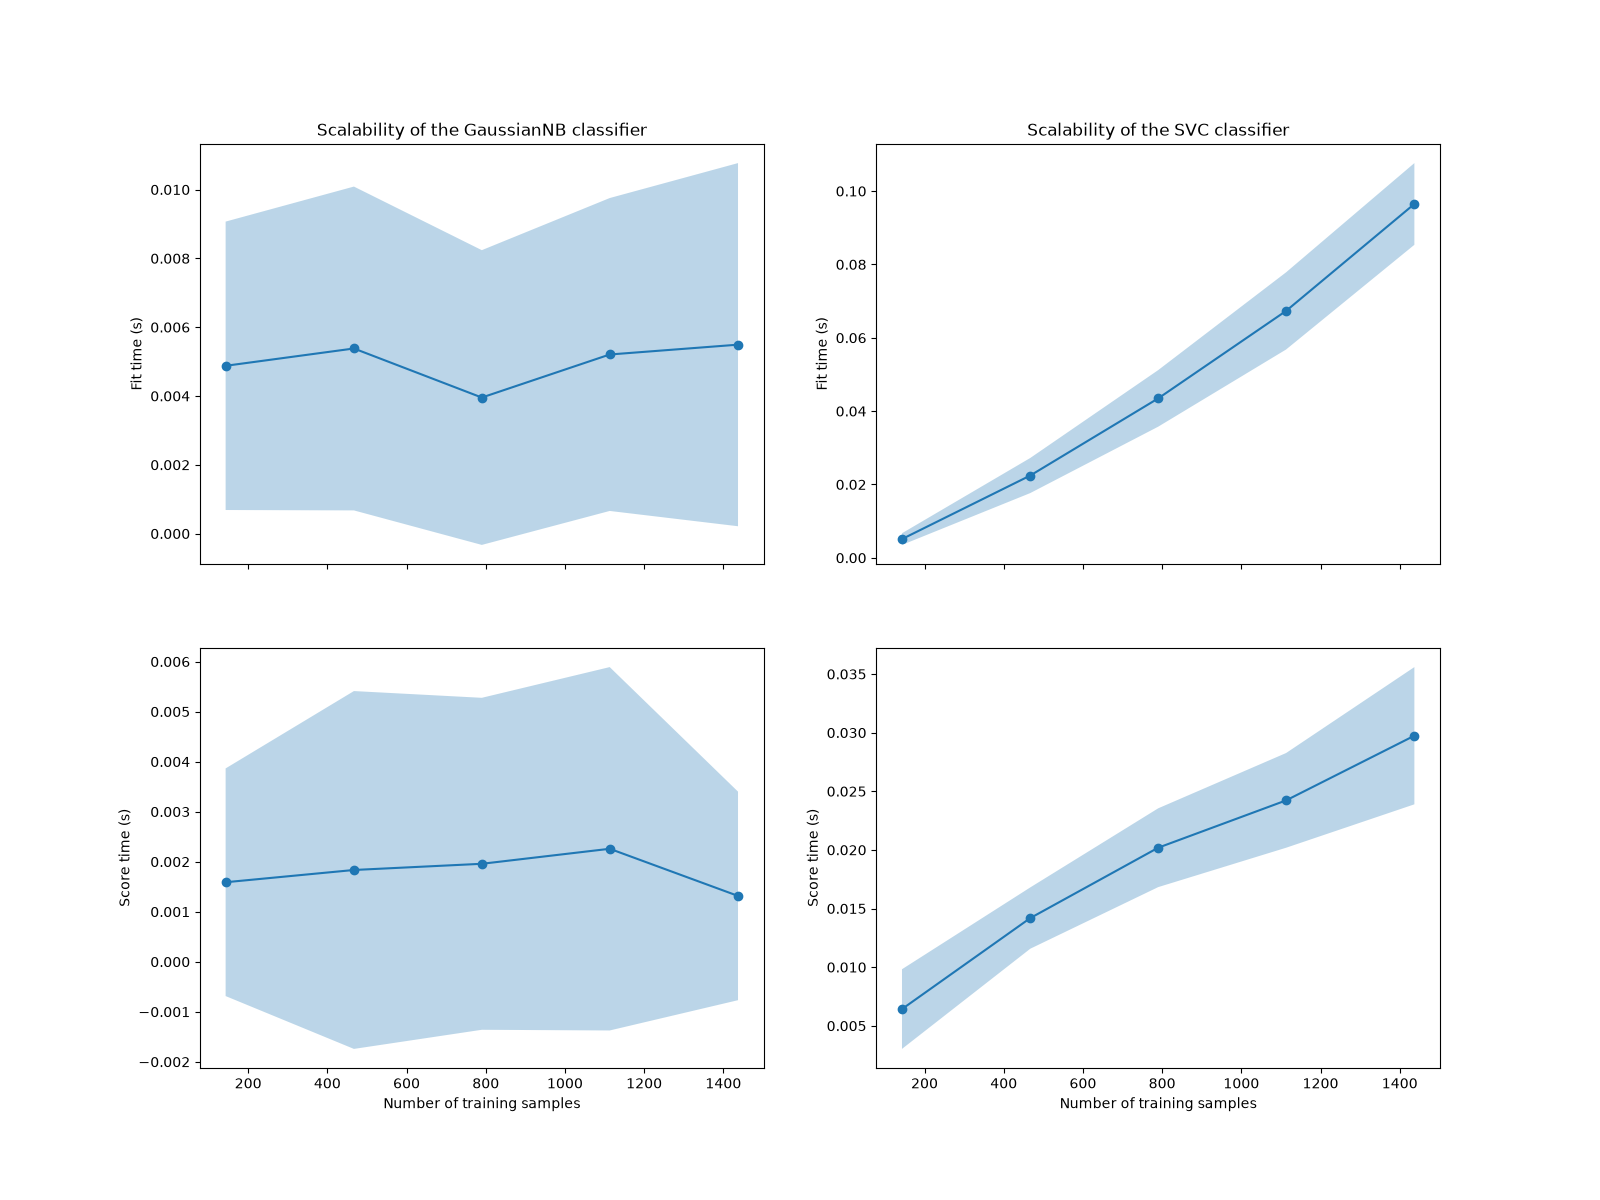 Scalability of the GaussianNB classifier
Fit time (s)
0.010
0.008
0.006
0.004
0.002
0.000
Scalability of the SVC classifier
Fit time (s)
0.10
0.08
0.06
0.04
0.02
0.00
Score time (s)
0.006
0.005
0.004
0.003
0.002
0.001
0.000
−0.001
−0.002
200 400 600 800 1000 1200 1400
Number of training samples
Score time (s)
0.035
0.030
0.025
0.020
0.015
0.010
0.005
200 400 600 800 1000 1200 1400
Number of training samples